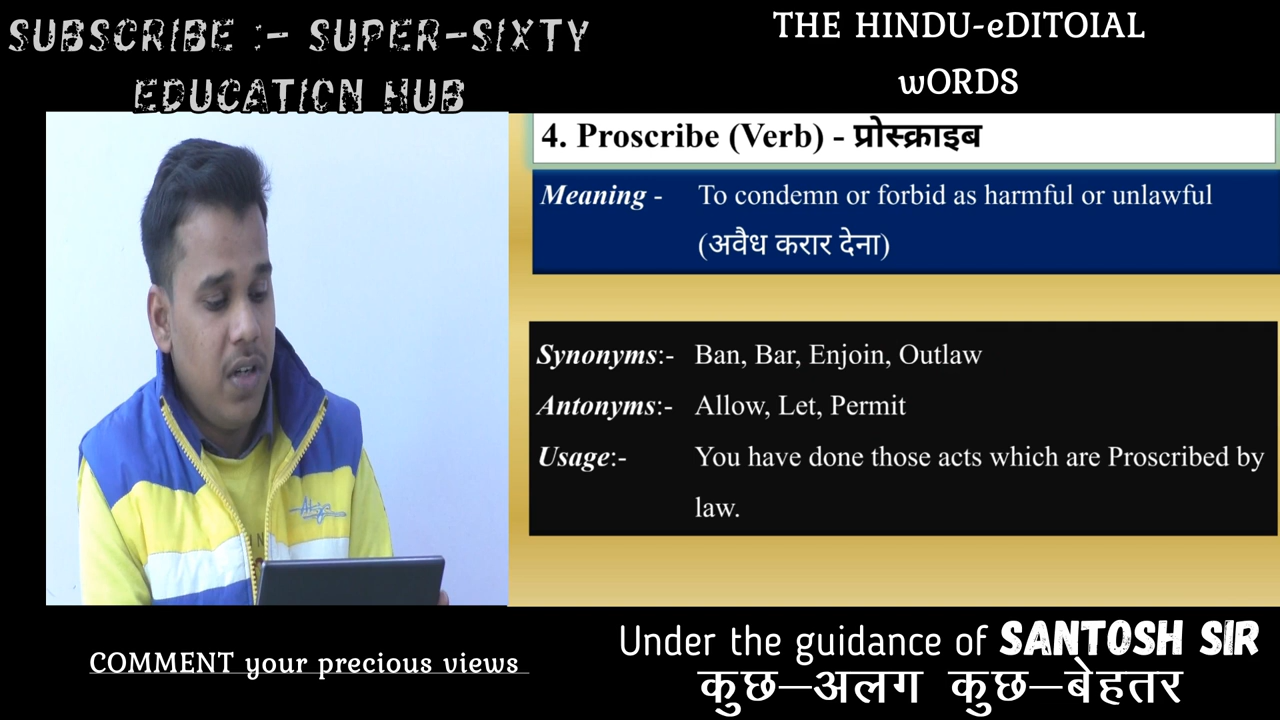 SUBSCRIBE :- SUPER-SIXTY
EDUCATION HUB
THE HINDU-eDITOIAL
wORDS
4. Proscribe (Verb) - प्रोस्क्राइब
Meaning - To condemn or forbid as harmful or unlawful
(अवैध करार देना)
Synonyms:- Ban, Bar, Enjoin, Outlaw
Antonyms:- Allow, Let, Permit
Usage:- You have done those acts which are Proscribed by
law.
COMMENT your precious views
Under the guidance of SANTOSH SIR
कुछ–अलग कुछ–बेहतर